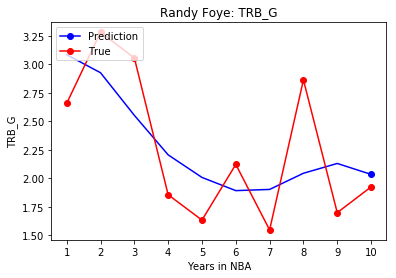 Randy Foye: TRB_G
Prediction
True
3.25
3.00
2.75
2.50
2.25
2.00
1.75
1.50
TRB_G
1 2 3 4 5 6 7 8 9 10
Years in NBA